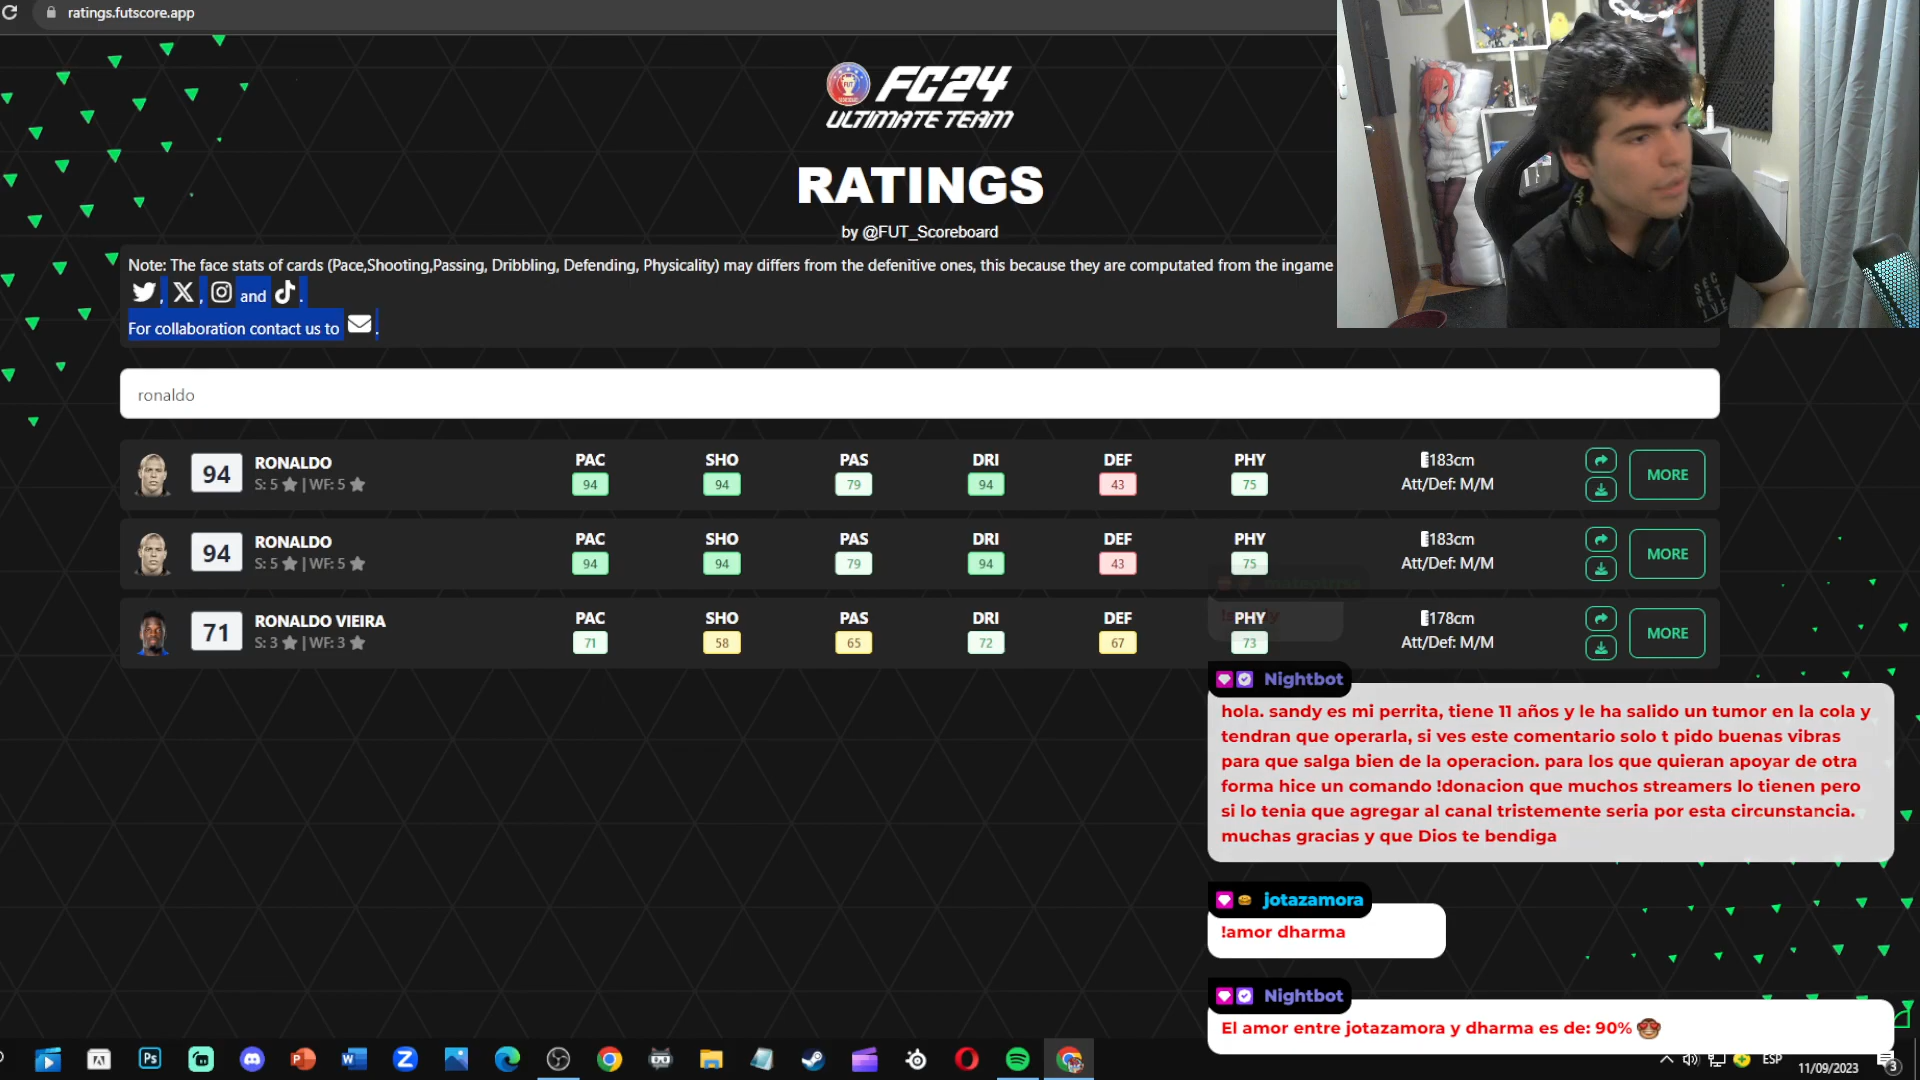 ratings.futscore.app
FC24
ULTIMATE TEAM
RATINGS
by @FUT_Scoreboard
Note: The face stats of cards (Pace,Shooting,Passing, Dribbling, Defending, Physicality) may differs from the defenitive ones, this because they are computated from the ingame
, , and .
For collaboration contact us to .
ronaldo
94 RONALDO S: 5 | WF: 5 PAC 94 SHO 94 PAS 79 DRI 94 DEF 43 PHY 75 183cm Att/Def: M/M MORE
94 RONALDO S: 5 | WF: 5 PAC 94 SHO 94 PAS 79 DRI 94 DEF 43 PHY 75 183cm Att/Def: M/M MORE
71 RONALDO VIEIRA S: 3 | WF: 3 PAC 71 SHO 58 PAS 65 DRI 72 DEF 67 PHY 73 178cm Att/Def: M/M MORE
Nightbot
hola. sandy es mi perrita, tiene 11 años y le ha salido un tumor en la cola y
tendran que operarla, si ves este comentario solo t pido buenas vibras
para que salga bien de la operacion. para los que quieran apoyar de otra
forma hice un comando !donacion que muchos streamers lo tienen pero
si lo tenia que agregar al canal tristemente seria por esta circunstancia.
muchas gracias y que Dios te bendiga
jotazamora
!amor dharma
Nightbot
El amor entre jotazamora y dharma es de: 90%
ESP
11/09/2023
3